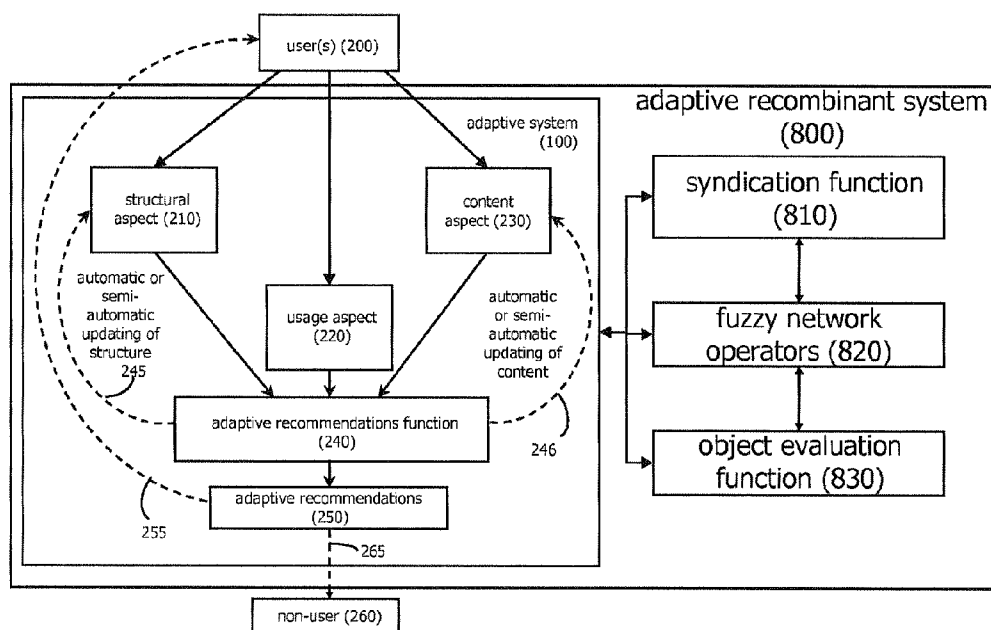 user(s) (200)
adaptive recombinant system
(800)
adaptive system
(100)
structural
aspect (210)
content
aspect (230)
syndication function
(810)
automatic or
semi-
automatic
updating of
structure
245
usage aspect
(220)
automatic
or semi-
automatic
updating of
content
fuzzy network
operators (820)
adaptive recommendations function
(240)
246
object evaluation
function (830)
adaptive recommendations
(250)
255
265
non-user (260)